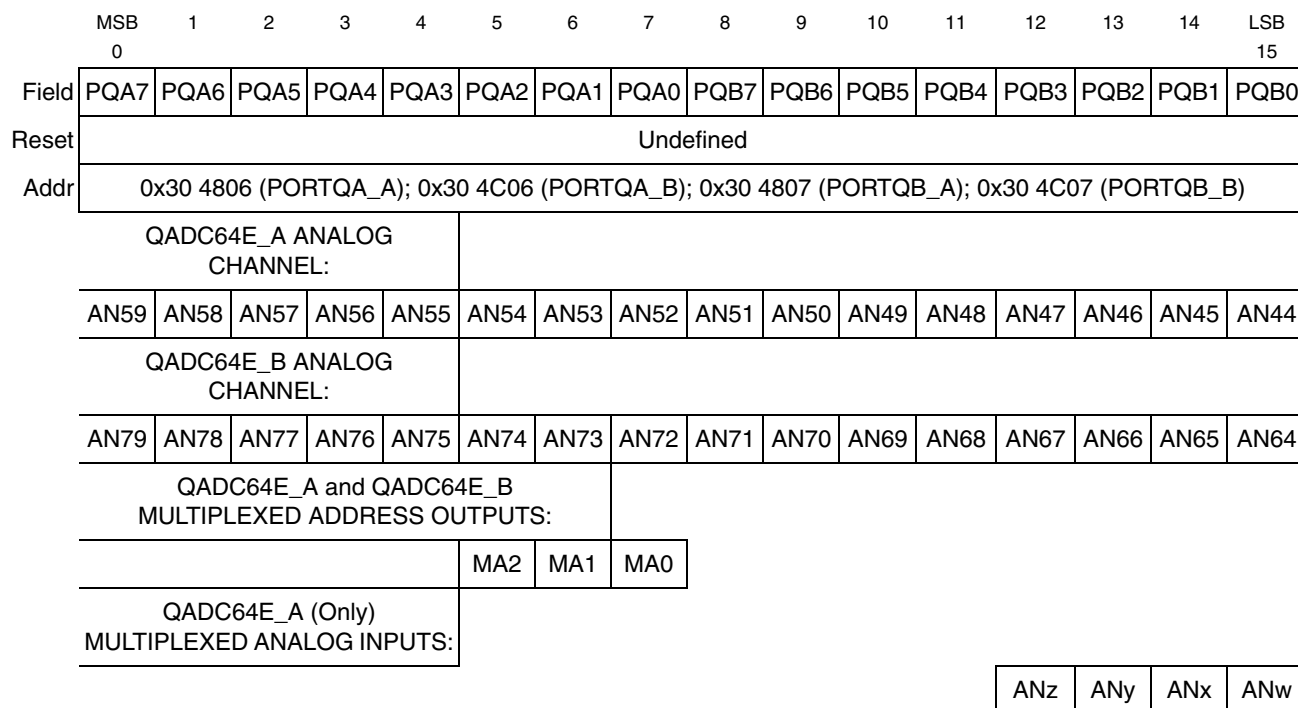 MSB 1 2 3 4 5 6 7 8 9 10 11 12 13 14 LSB
0 15
Field PQA7 PQA6 PQA5 PQA4 PQA3 PQA2 PQA1 PQA0 PQB7 PQB6 PQB5 PQB4 PQB3 PQB2 PQB1 PQB0
Reset Undefined
Addr 0x30 4806 (PORTQA_A); 0x30 4C06 (PORTQA_B); 0x30 4807 (PORTQB_A); 0x30 4C07 (PORTQB_B)
QADC64E_A ANALOG
CHANNEL:
AN59 AN58 AN57 AN56 AN55 AN54 AN53 AN52 AN51 AN50 AN49 AN48 AN47 AN46 AN45 AN44
QADC64E_B ANALOG
CHANNEL:
AN79 AN78 AN77 AN76 AN75 AN74 AN73 AN72 AN71 AN70 AN69 AN68 AN67 AN66 AN65 AN64
QADC64E_A and QADC64E_B
MULTIPLEXED ADDRESS OUTPUTS:
MA2 MA1 MA0
QADC64E_A (Only)
MULTIPLEXED ANALOG INPUTS:
ANz ANy ANx ANw